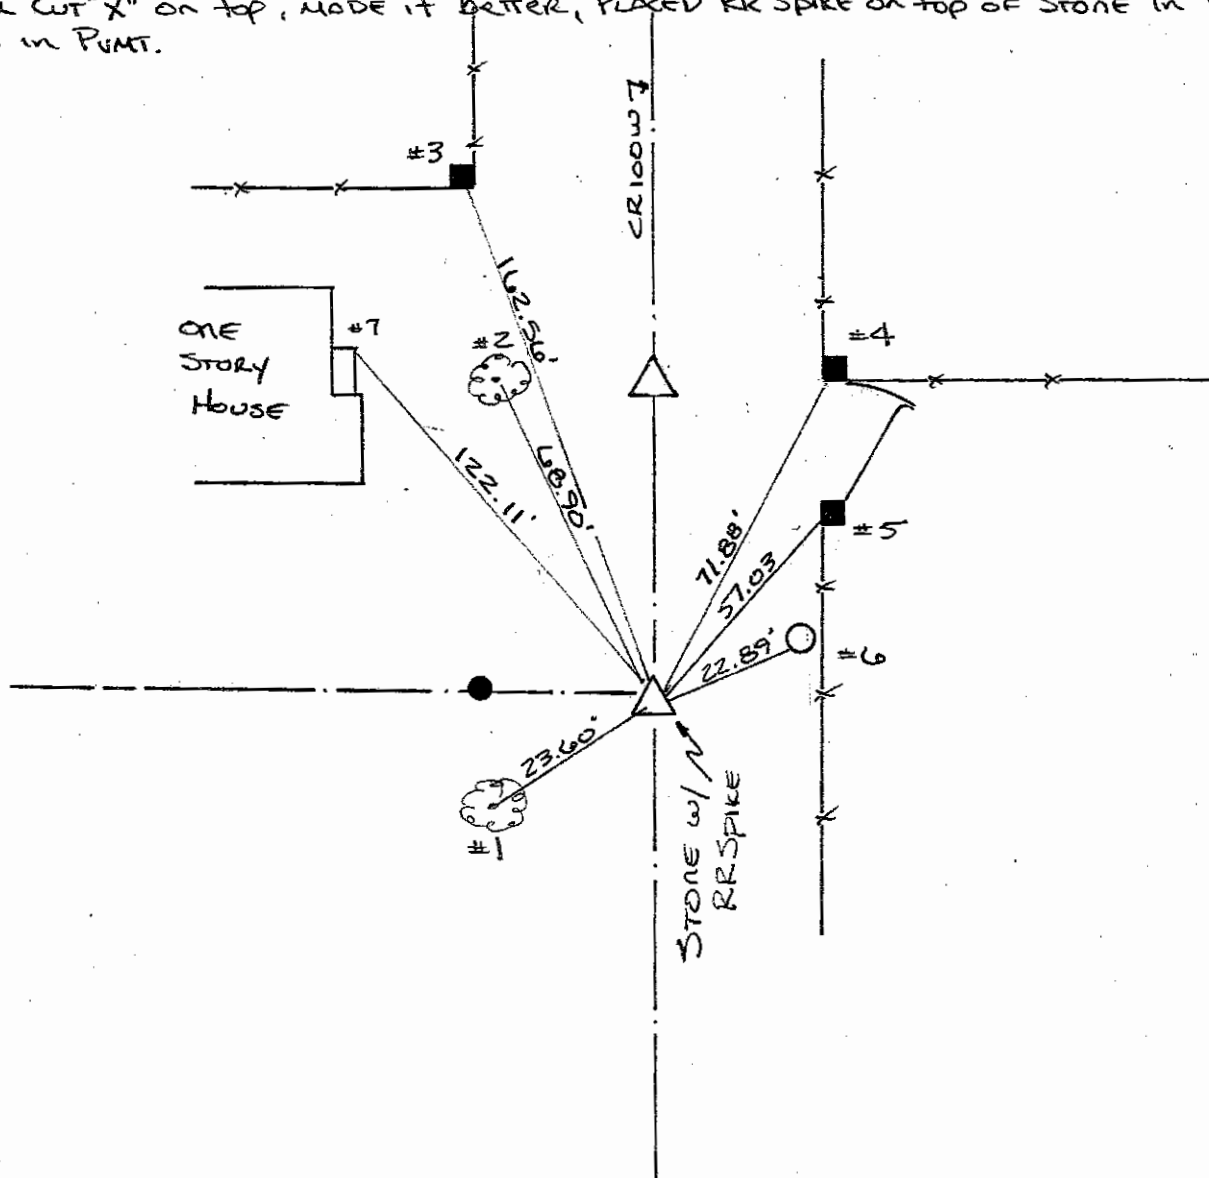 CUT "X" ON TOP, MADE IT BETTER, PLACED RR SPIKE ON TOP OF STONE IN
IN PVMT.
#3
CR100W
162.56'
ONE
STORY
HOUSE
#7
#2
#4
122.11'
68.90'
71.88'
57.03
#5
22.89'
#6
23.60'
#1
STONE W/
RR SPIKE